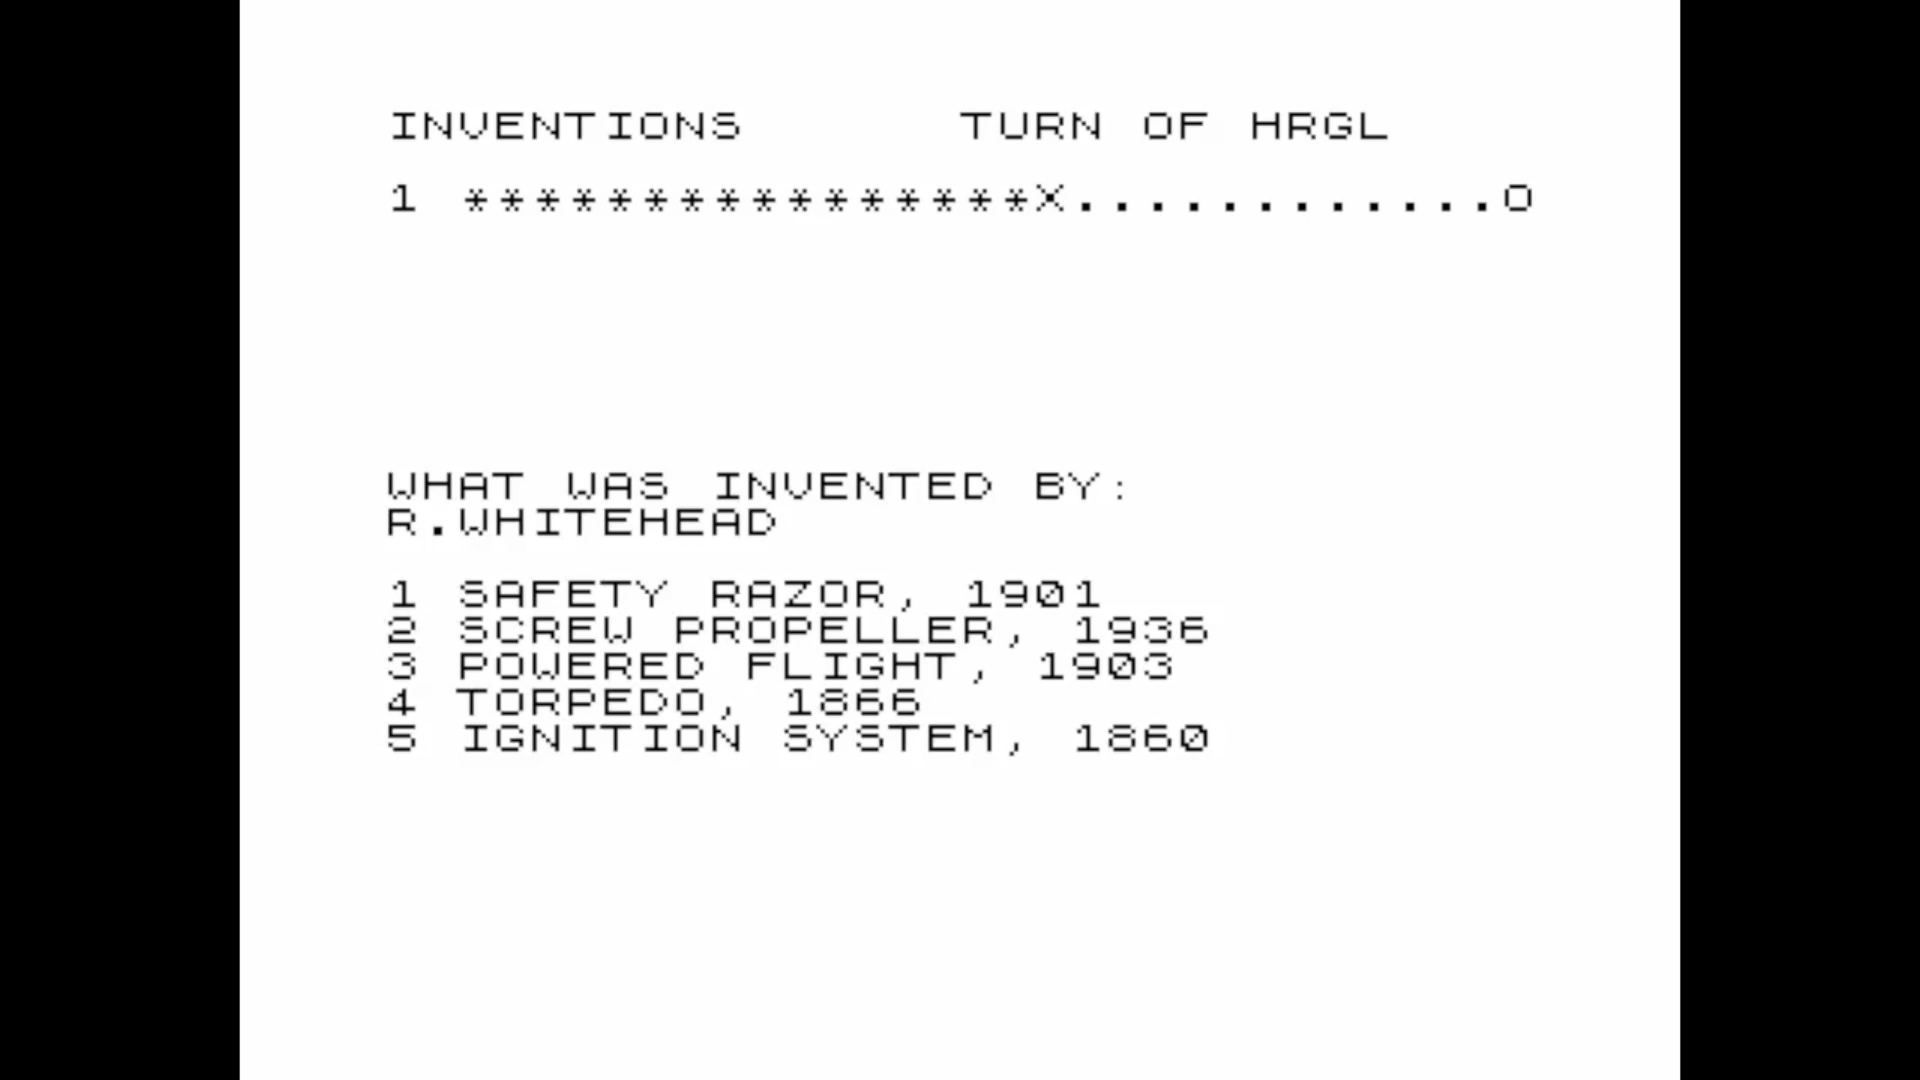 INVENTIONS TURN OF HRGL
1 ****************X............O
WHAT WAS INVENTED BY:
R.WHITEHEAD
1 SAFETY RAZOR, 1901
2 SCREW PROPELLER, 1936
3 POWERED FLIGHT, 1903
4 TORPEDO, 1866
5 IGNITION SYSTEM, 1860